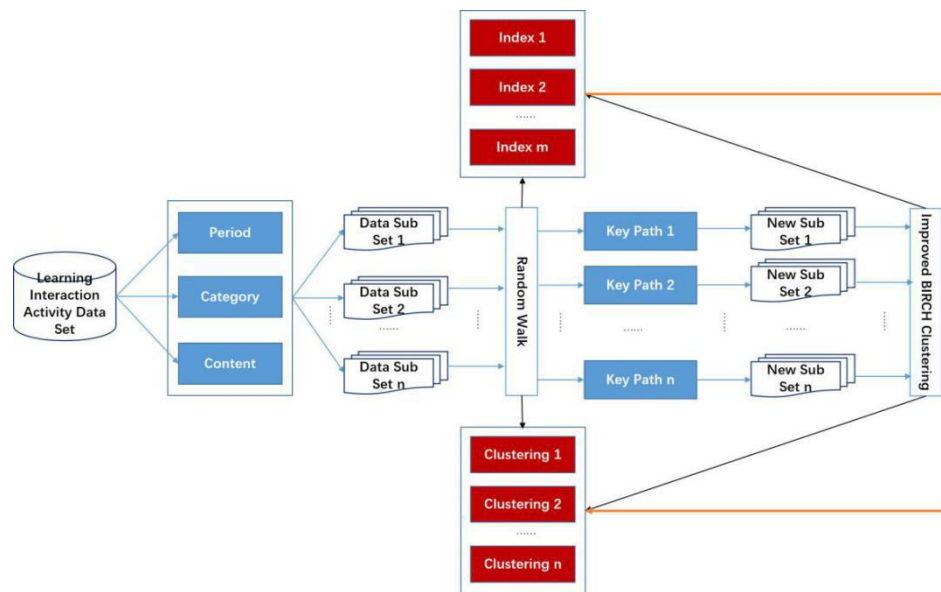 Index 1
Index 2
......
Index m
Learning
Interaction
Activity Data
Set
Period
Category
Content
Data Sub
Set 1
Data Sub
Set 2
......
Data Sub
Set n
Random Walk
Key Path 1
Key Path 2
......
Key Path n
New Sub
Set 1
New Sub
Set 2
......
New Sub
Set n
Improved BIRCH Clustering
Clustering 1
Clustering 2
......
Clustering n